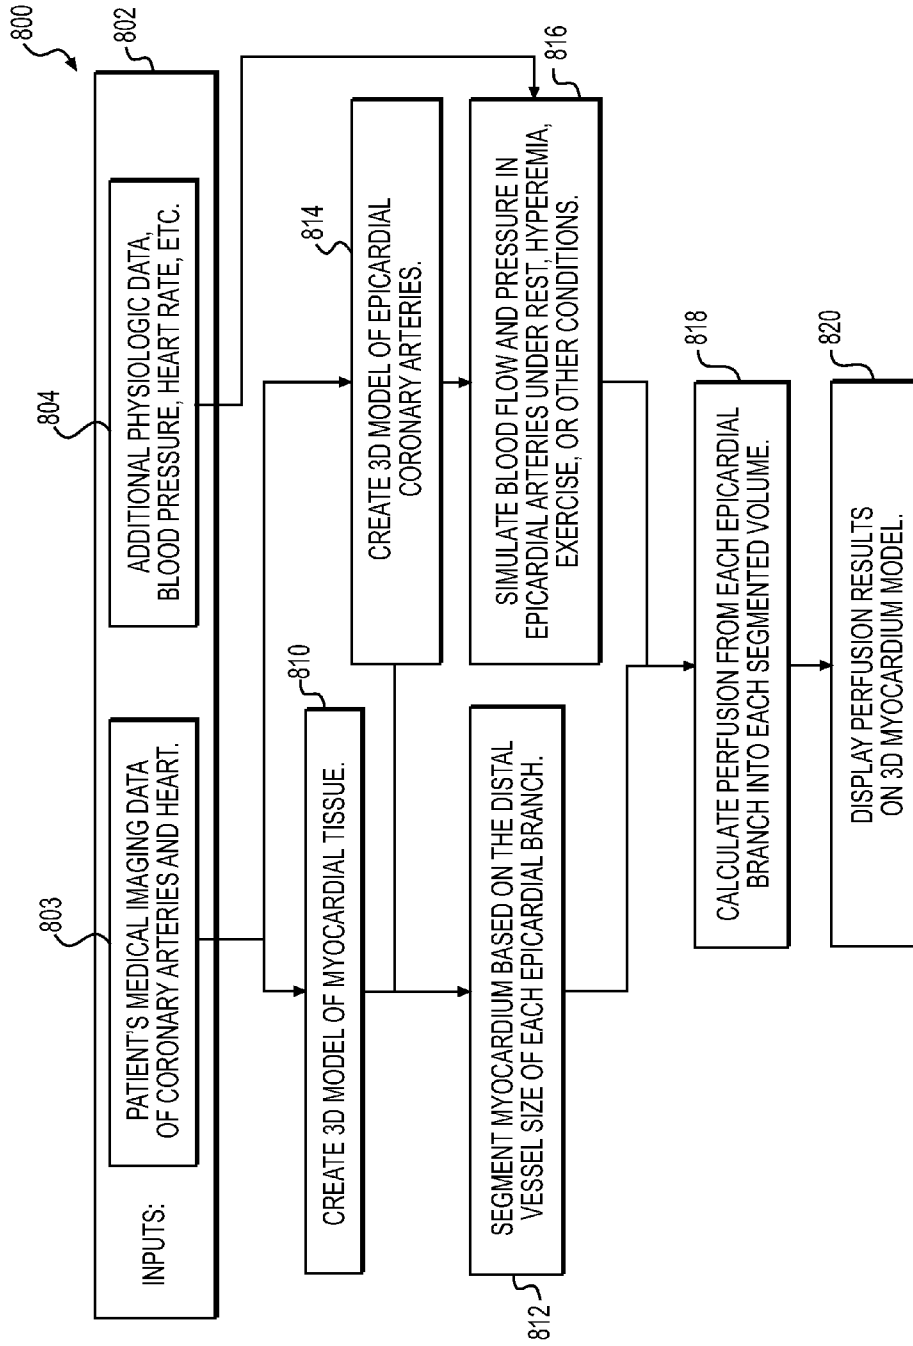 800
802
INPUTS:
803
PATIENT'S MEDICAL IMAGING DATA
OF CORONARY ARTERIES AND HEART.
804
ADDITIONAL PHYSIOLOGIC DATA,
BLOOD PRESSURE, HEART RATE, ETC.
810
CREATE 3D MODEL OF MYOCARDIAL TISSUE.
814
CREATE 3D MODEL OF EPICARDIAL
CORONARY ARTERIES.
812
SEGMENT MYOCARDIUM BASED ON THE DISTAL
VESSEL SIZE OF EACH EPICARDIAL BRANCH.
816
SIMULATE BLOOD FLOW AND PRESSURE IN
EPICARDIAL ARTERIES UNDER REST, HYPEREMIA,
EXERCISE, OR OTHER CONDITIONS.
818
CALCULATE PERFUSION FROM EACH EPICARDIAL
BRANCH INTO EACH SEGMENTED VOLUME.
820
DISPLAY PERFUSION RESULTS
ON 3D MYOCARDIUM MODEL.